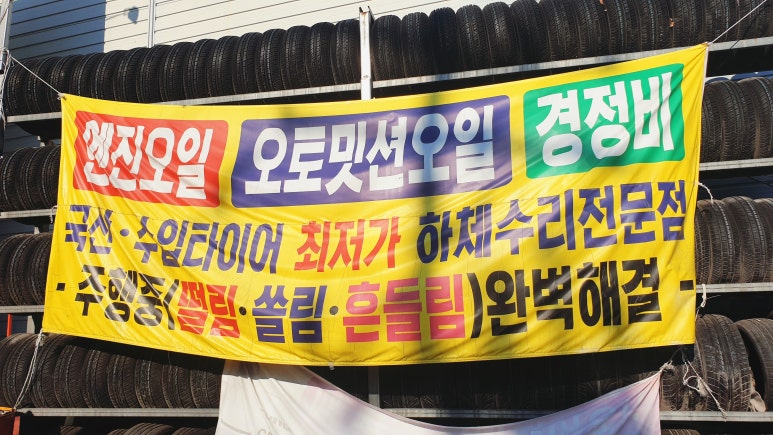 엔진오일 오토밋션오일 경정비
국산·수입타이어 최저가 하체수리전문점
- 주행중(떨림·쏠림·흔들림)완벽해결 -